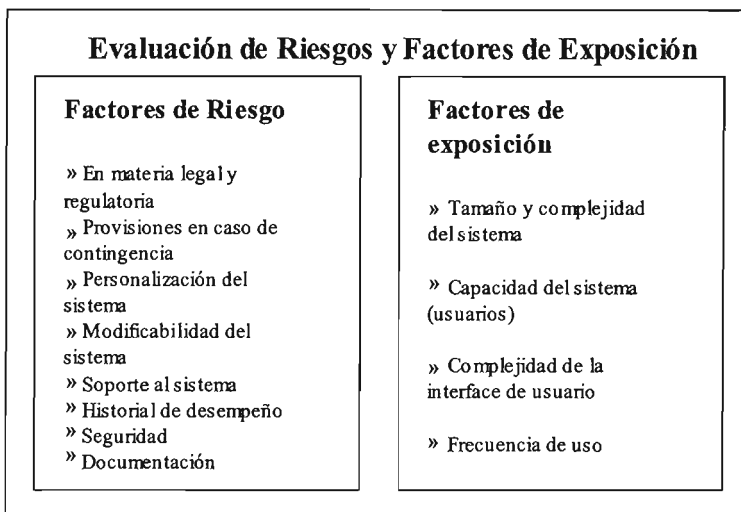 Evaluación de Riesgos y Factores de Exposición
Factores de Riesgo
» En materia legal y
regulatoria
» Provisiones en caso de
contingencia
» Personalización del
sistema
» Modificabilidad del
sistema
» Soporte al sistema
» Historial de desempeño
» Seguridad
» Documentación
Factores de
exposición
» Tamaño y complejidad
del sistema
» Capacidad del sistema
(usuarios)
» Complejidad de la
interface de usuario
» Frecuencia de uso